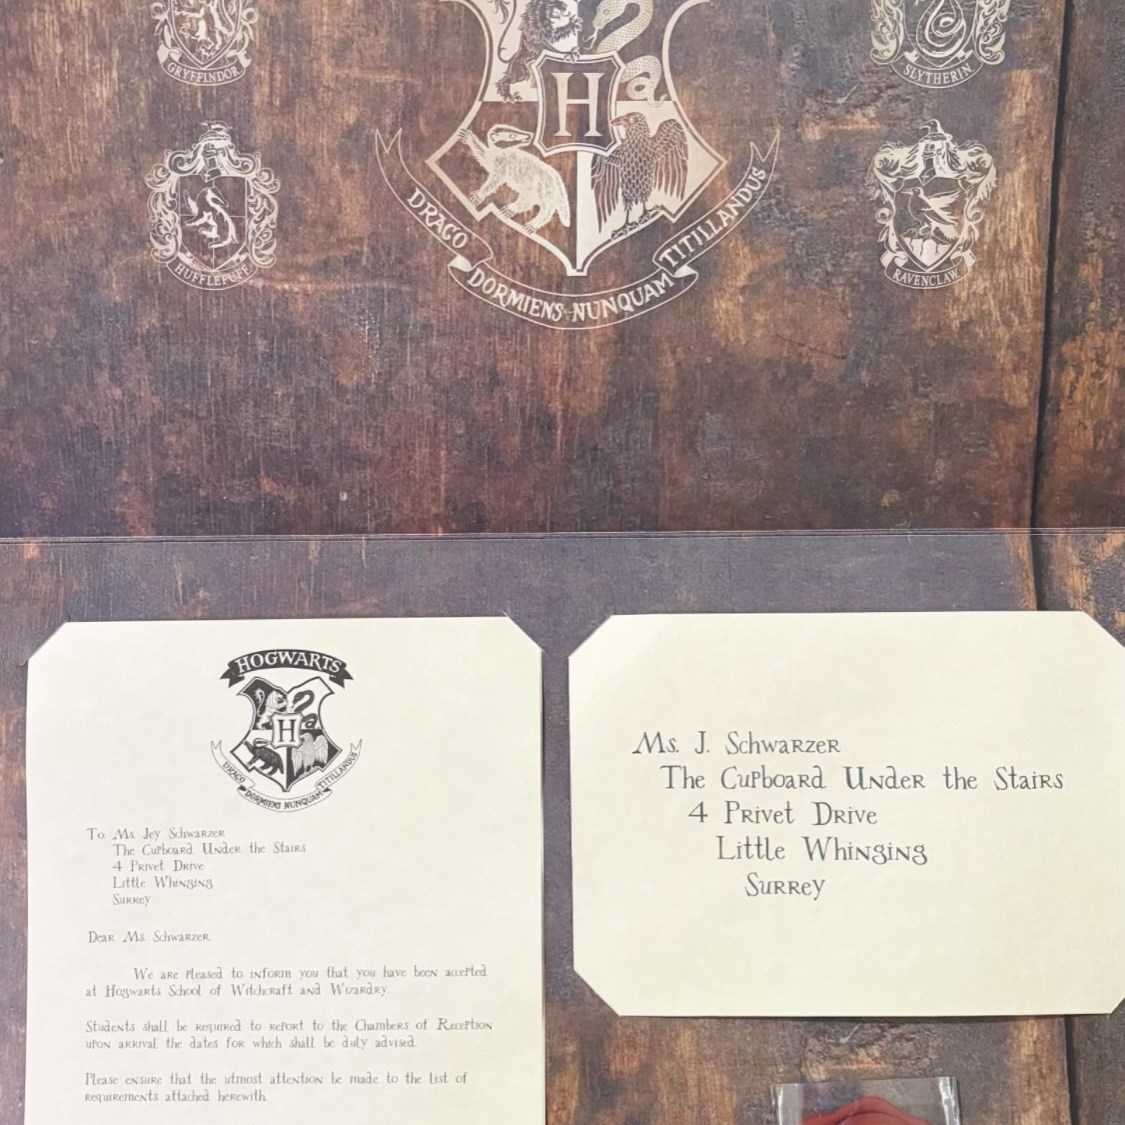 GRYFFINDOR
SLYTHERIN
H
HUFFLEPUFF
RAVENCLAW
DRACO DORMIENS NUNQUAM TITILLANDUS
HOGWARTS
H
DRACO DORMIENS NUNQUAM TITILLANDUS
To: Ms Jey Schwarzer
The Cupboard Under the Stairs
4 Privet Drive
Little Whinging
Surrey
Dear Ms. Schwarzer
We are pleased to inform you that you have been accepted
at Hogwarts School of Witchcraft and Wizardry.
Students shall be required to report to the Chambers of Reception
upon arrival the dates for which shall be duly advised.
Please ensure that the utmost attention be made to the list of
requirements attached herewith
Ms. J. Schwarzer
The Cupboard Under the Stairs
4 Privet Drive
Little Whinging
Surrey